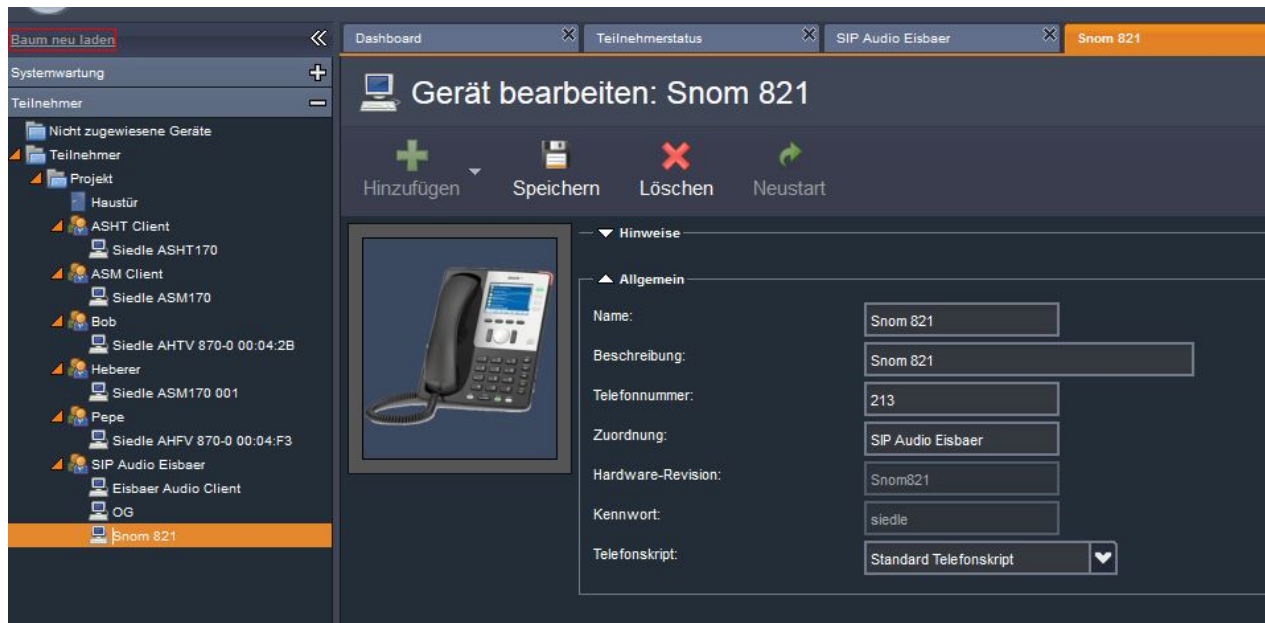 Baum neu laden
Systemwartung
Teilnehmer
Nicht zugewiesene Geräte
Teilnehmer
Projekt
Haustür
ASHT Client
Siedle ASHT170
ASM Client
Siedle ASM170
Bob
Siedle AHTV 870-0 00:04:2B
Heberer
Siedle ASM170 001
Pepe
Siedle AHFV 870-0 00:04:F3
SIP Audio Eisbaer
Eisbaer Audio Client
OG
Snom 821
Dashboard Teilnehmerstatus SIP Audio Eisbaer Snom 821
Gerät bearbeiten: Snom 821
Hinzufügen Speichern Löschen Neustart
Hinweise
Allgemein
Name: Snom 821
Beschreibung: Snom 821
Telefonnummer: 213
Zuordnung: SIP Audio Eisbaer
Hardware-Revision: Snom821
Kennwort: siedle
Telefonskript: Standard Telefonskript